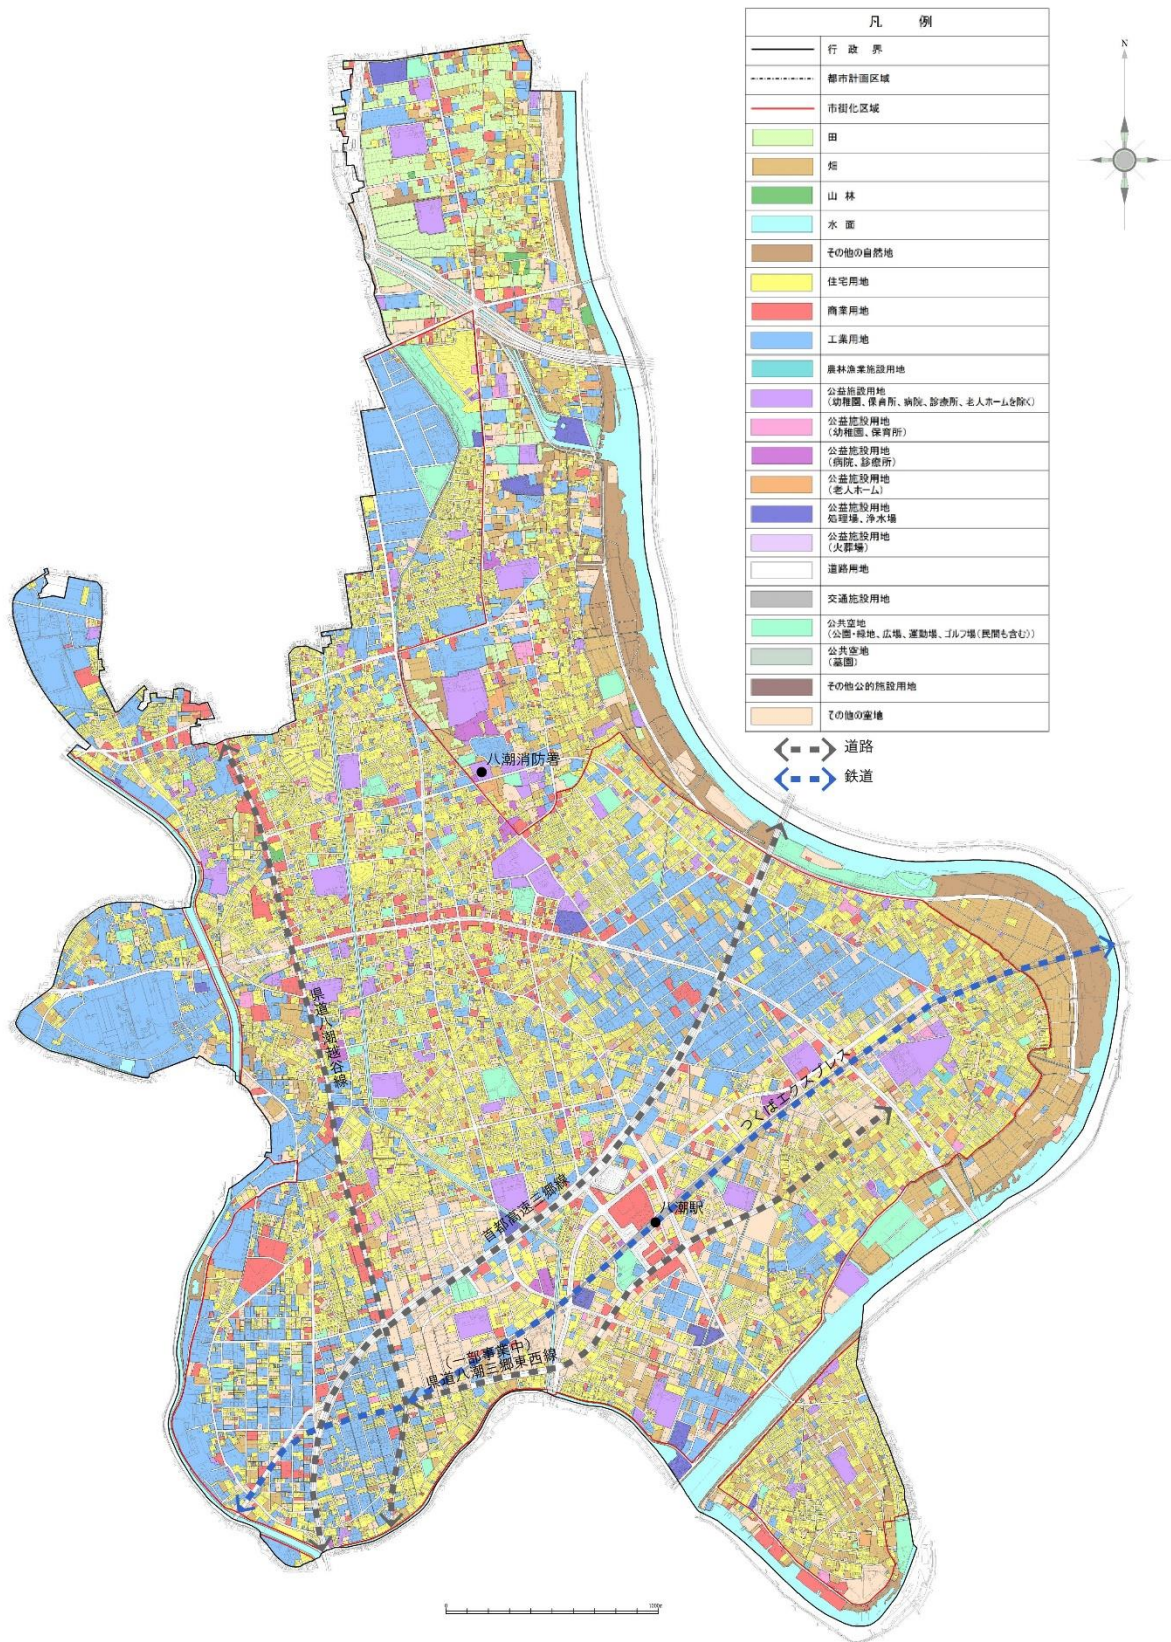 凡 例
行 政 界
都市計画区域
市街化区域
田
畑
山 林
水 面
その他の自然地
住宅用地
商業用地
工業用地
農林漁業施設用地
公益施設用地
(幼稚園、保育所、病院、診療所、老人ホームを除く)
公益施設用地
(幼稚園、保育所)
公益施設用地
(病院、診療所)
公益施設用地
(老人ホーム)
公益施設用地
処理場、浄水場
公益施設用地
(火葬場)
道路用地
交通施設用地
公共空地
(公園・緑地、広場、運動場、ゴルフ場(民間も含む))
公共空地
(墓園)
その他公的施設用地
その他の空地
道路
鉄道
N
八潮消防署
県道八潮越谷線
つくばエクスプレス
首都高速三郷線
八潮駅
(一部事業中)
県道八潮三郷東西線
0